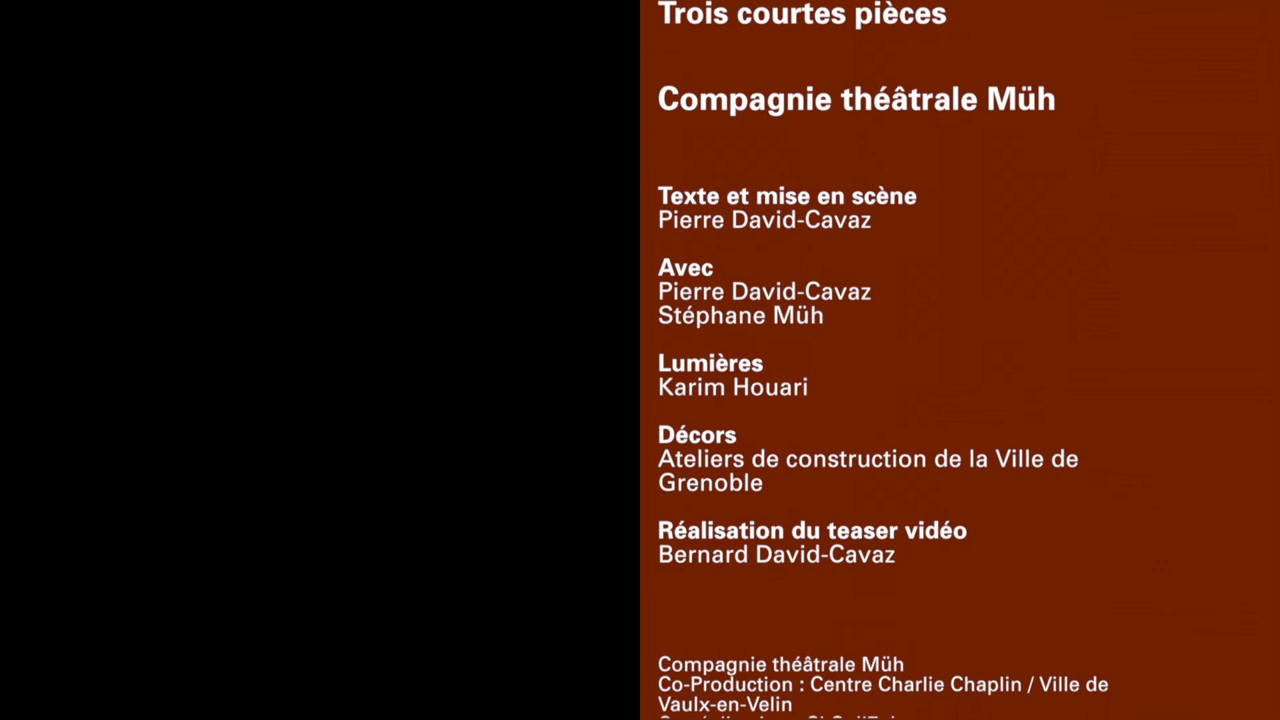 Trois courtes pièces
Compagnie théâtrale Müh
Texte et mise en scène
Pierre David-Cavaz
Avec
Pierre David-Cavaz
Stéphane Müh
Lumières
Karim Houari
Décors
Ateliers de construction de la Ville de
Grenoble
Réalisation du teaser vidéo
Bernard David-Cavaz
Compagnie théâtrale Müh
Co-Production : Centre Charlie Chaplin / Ville de
Vaulx-en-Velin